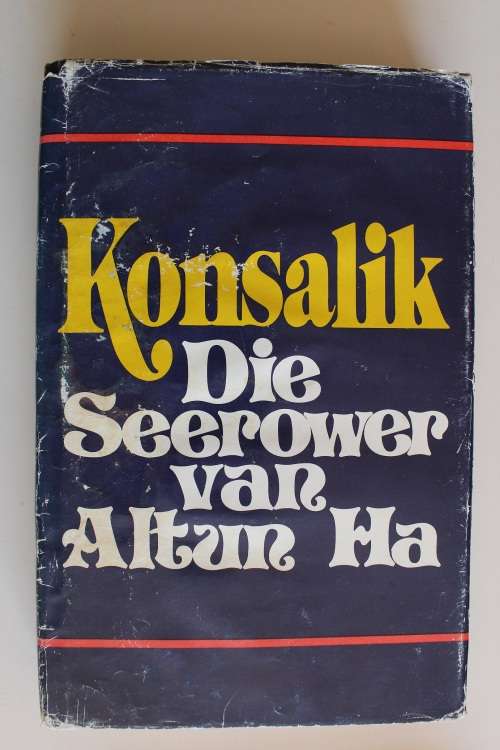 Konsalik
Die
Seerower
van
Altun Ha